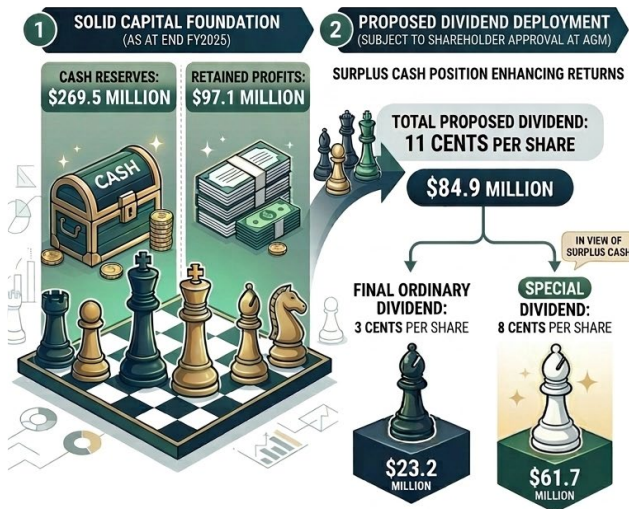 1 SOLID CAPITAL FOUNDATION
(AS AT END FY2025)
CASH RESERVES:
$269.5 MILLION
RETAINED PROFITS:
$97.1 MILLION
CASH
2 PROPOSED DIVIDEND DEPLOYMENT
(SUBJECT TO SHAREHOLDER APPROVAL AT AGM)
SURPLUS CASH POSITION ENHANCING RETURNS
TOTAL PROPOSED DIVIDEND:
11 CENTS PER SHARE
$84.9 MILLION
IN VIEW OF
SURPLUS CASH
FINAL ORDINARY
DIVIDEND:
3 CENTS PER SHARE
$23.2
MILLION
SPECIAL
DIVIDEND:
8 CENTS PER SHARE
$61.7
MILLION